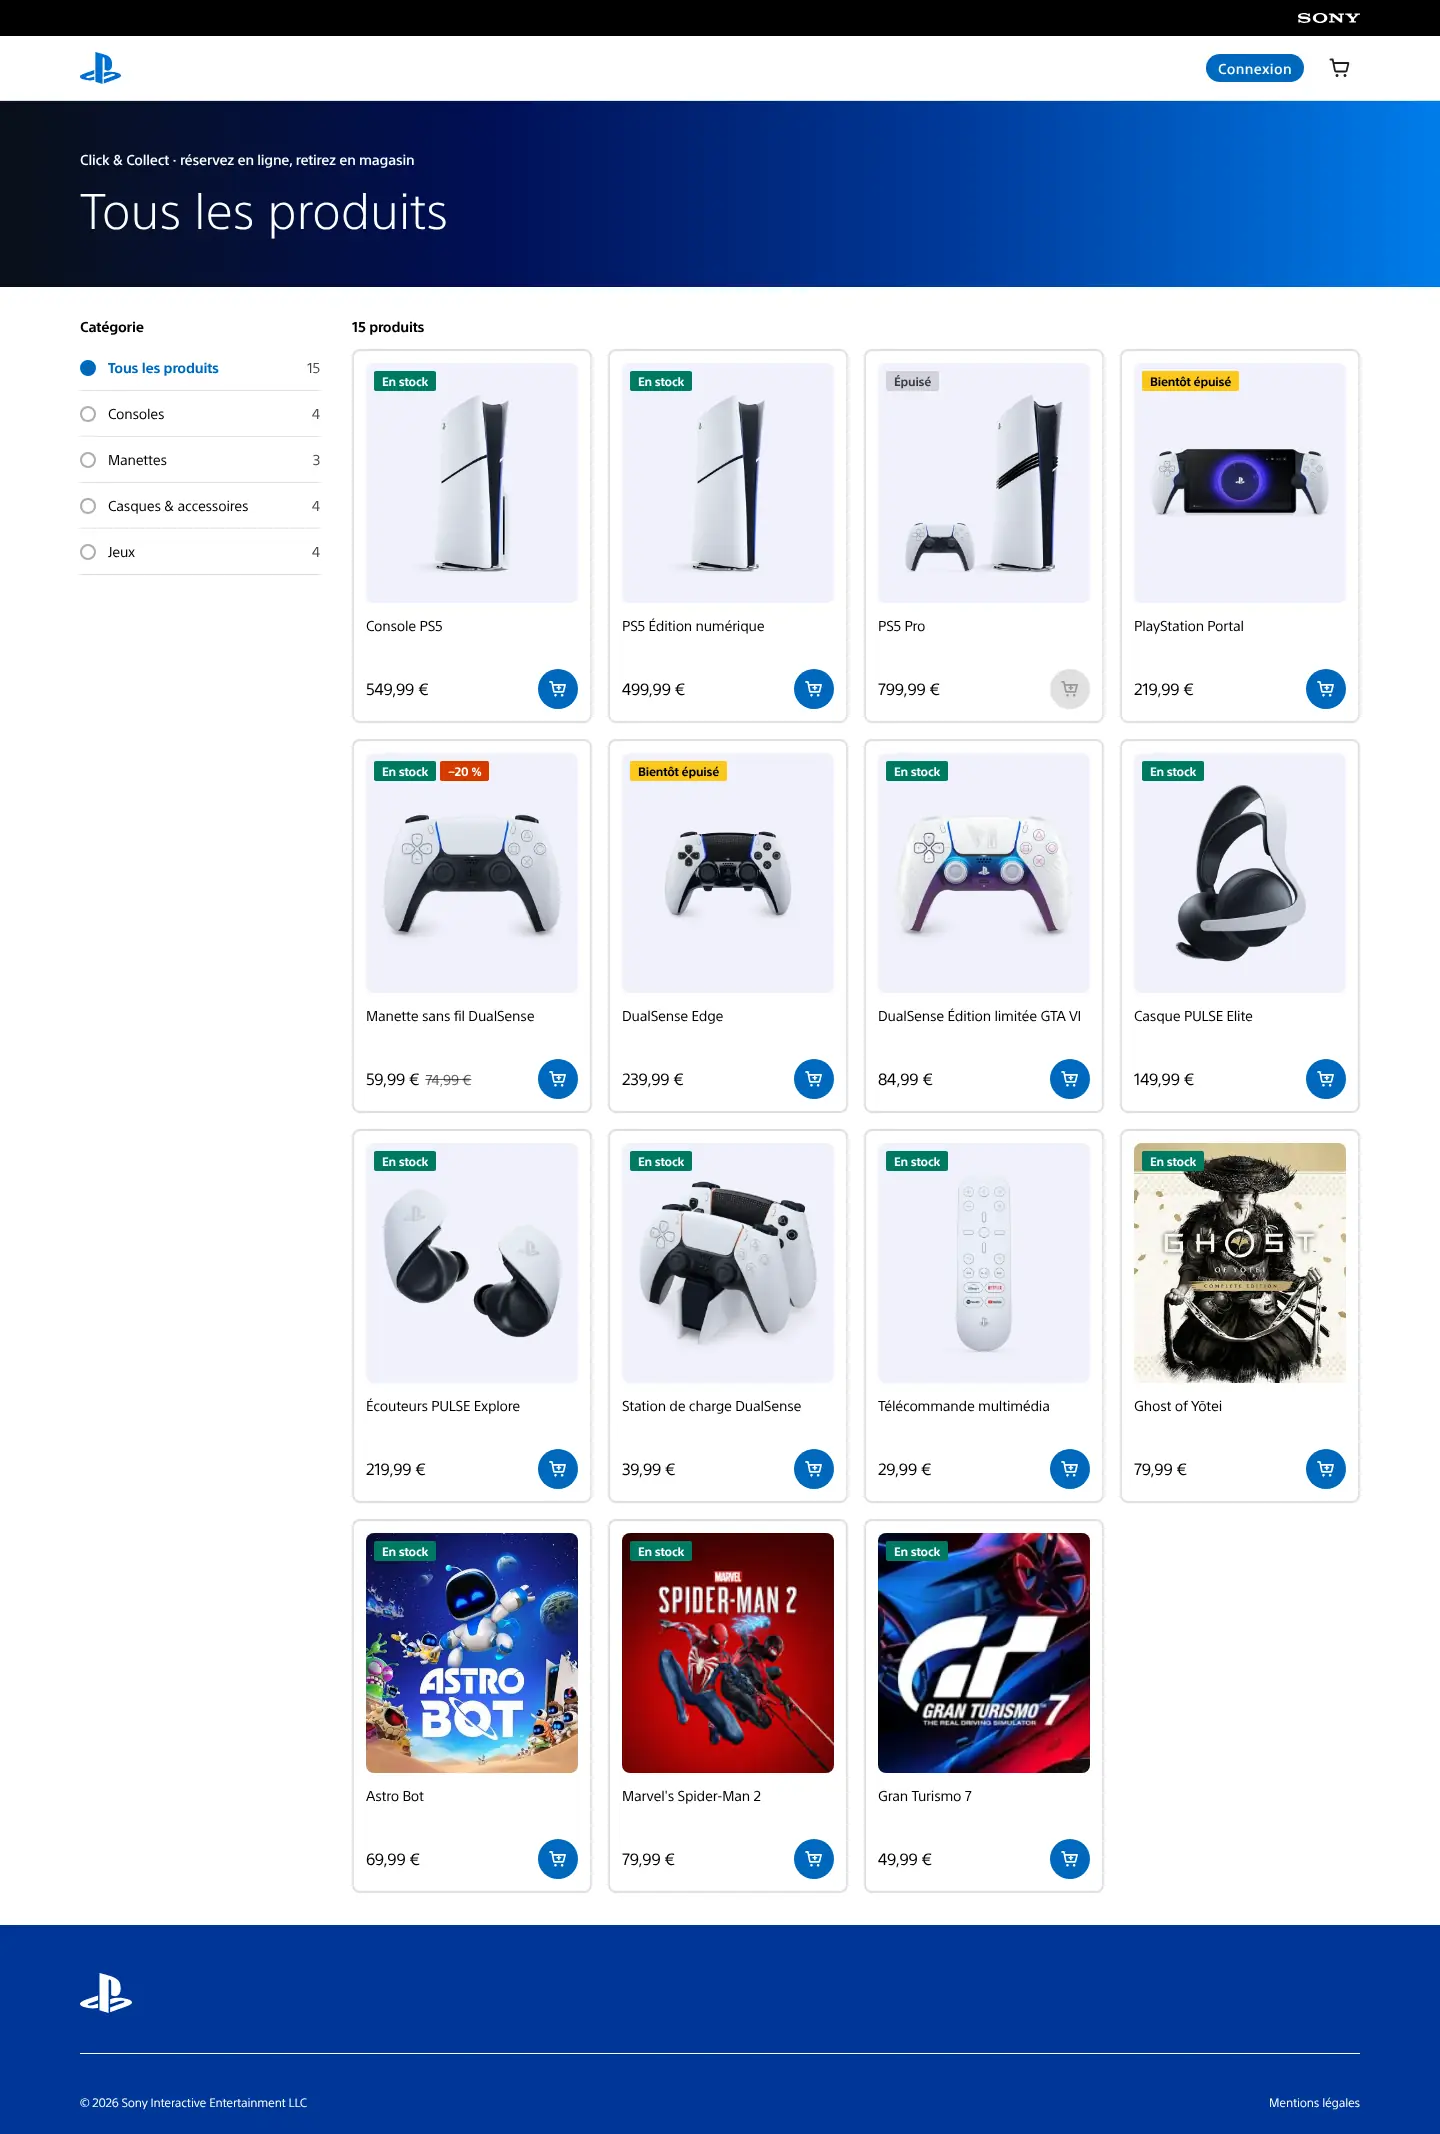 SONY
Connexion
Click & Collect · réservez en ligne, retirez en magasin
Tous les produits
Catégorie
Tous les produits 15
Consoles 4
Manettes 3
Casques & accessoires 4
Jeux 4
15 produits
En stock
Console PS5
549,99 €
En stock
PS5 Édition numérique
499,99 €
Épuisé
PS5 Pro
799,99 €
Bientôt épuisé
PlayStation Portal
219,99 €
En stock
–20 %
Manette sans fil DualSense
59,99 € 74,99 €
Bientôt épuisé
DualSense Edge
239,99 €
En stock
DualSense Édition limitée GTA VI
84,99 €
En stock
Casque PULSE Elite
149,99 €
En stock
Écouteurs PULSE Explore
219,99 €
En stock
Station de charge DualSense
39,99 €
En stock
Télécommande multimédia
29,99 €
En stock
GHOST
OF YŌTEI
COMPLETE EDITION
Ghost of Yōtei
79,99 €
En stock
ASTRO
BOT
Astro Bot
69,99 €
En stock
MARVEL
SPIDER-MAN 2
Marvel's Spider-Man 2
79,99 €
En stock
GT
GRAN TURISMO 7
THE REAL DRIVING SIMULATOR
Gran Turismo 7
49,99 €
© 2026 Sony Interactive Entertainment LLC
Mentions légales